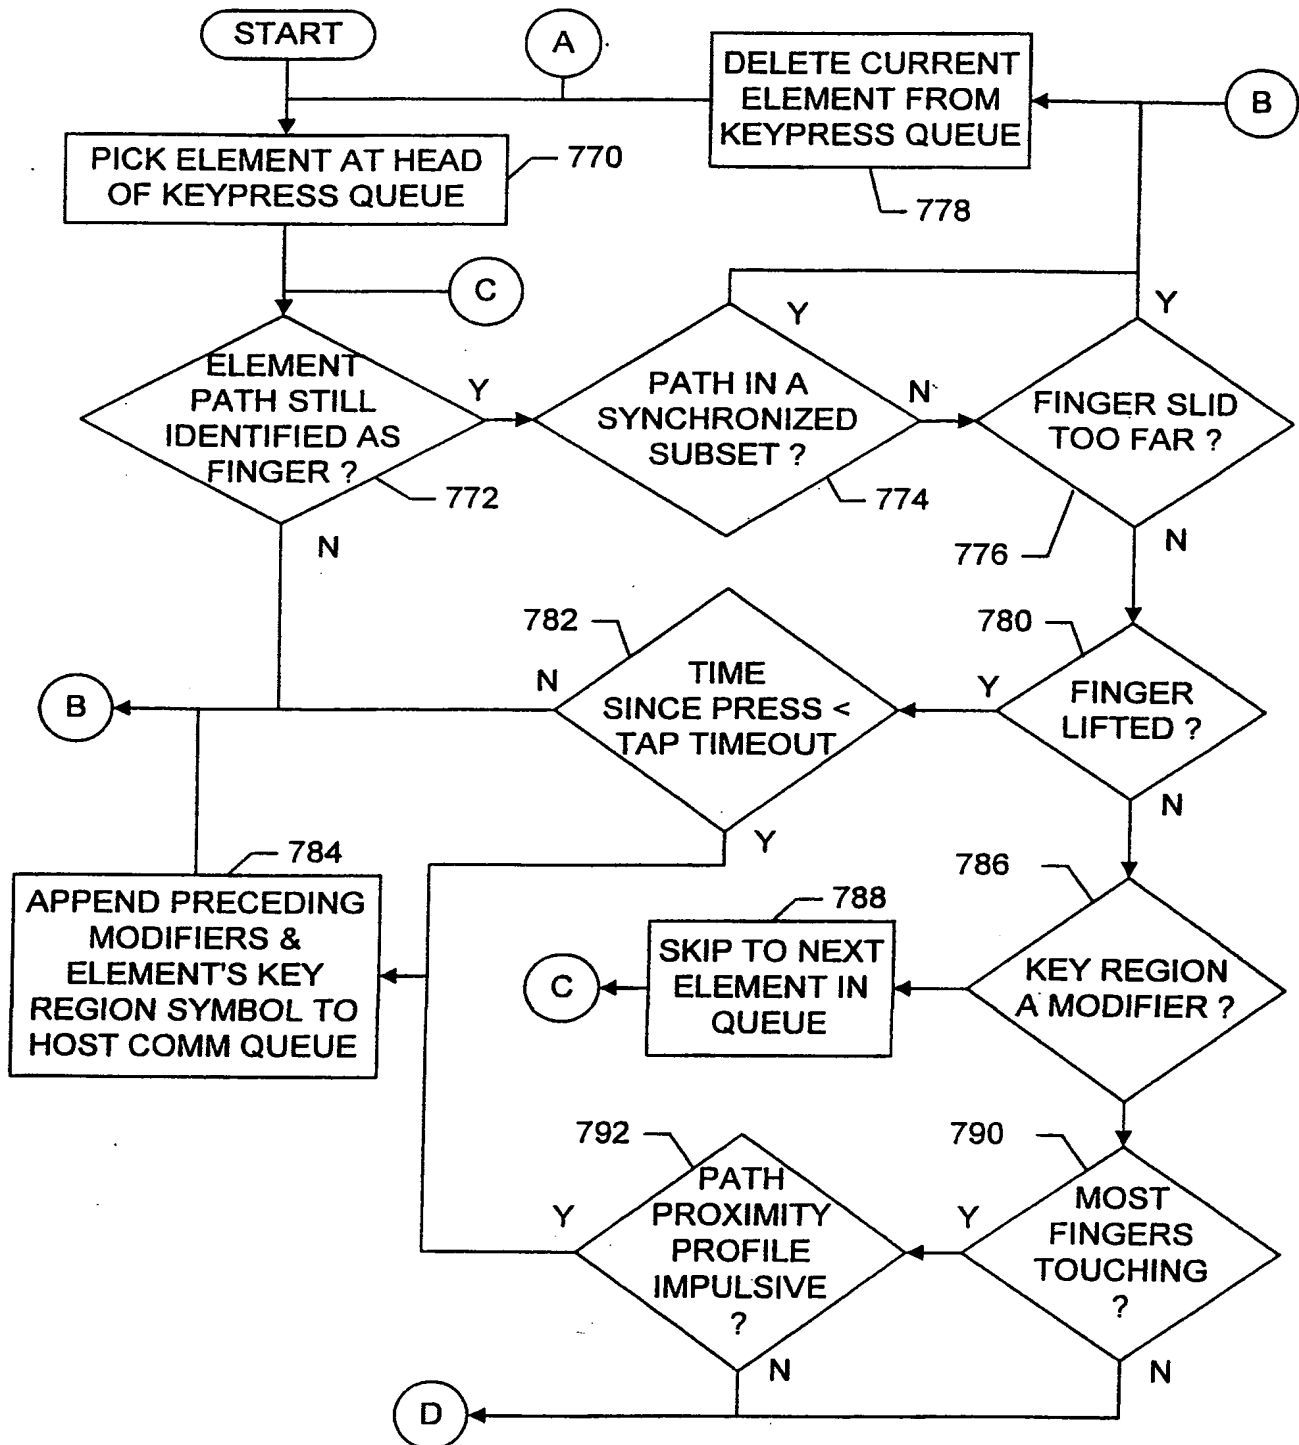 START
A
DELETE CURRENT
ELEMENT FROM
KEYPRESS QUEUE
B
PICK ELEMENT AT HEAD
OF KEYPRESS QUEUE
770
778
C
ELEMENT
PATH STILL
IDENTIFIED AS
FINGER ?
Y
772
N
PATH IN A
SYNCHRONIZED
SUBSET ?
Y
N
774
FINGER SLID
TOO FAR ?
Y
776
N
782
TIME
SINCE PRESS <
TAP TIMEOUT
N
Y
780
FINGER
LIFTED ?
Y
N
B
784
APPEND PRECEDING
MODIFIERS &
ELEMENT'S KEY
REGION SYMBOL TO
HOST COMM QUEUE
788
SKIP TO NEXT
ELEMENT IN
QUEUE
C
786
KEY REGION
A MODIFIER ?
792
PATH
PROXIMITY
PROFILE
IMPULSIVE
?
Y
N
790
MOST
FINGERS
TOUCHING
?
Y
N
D